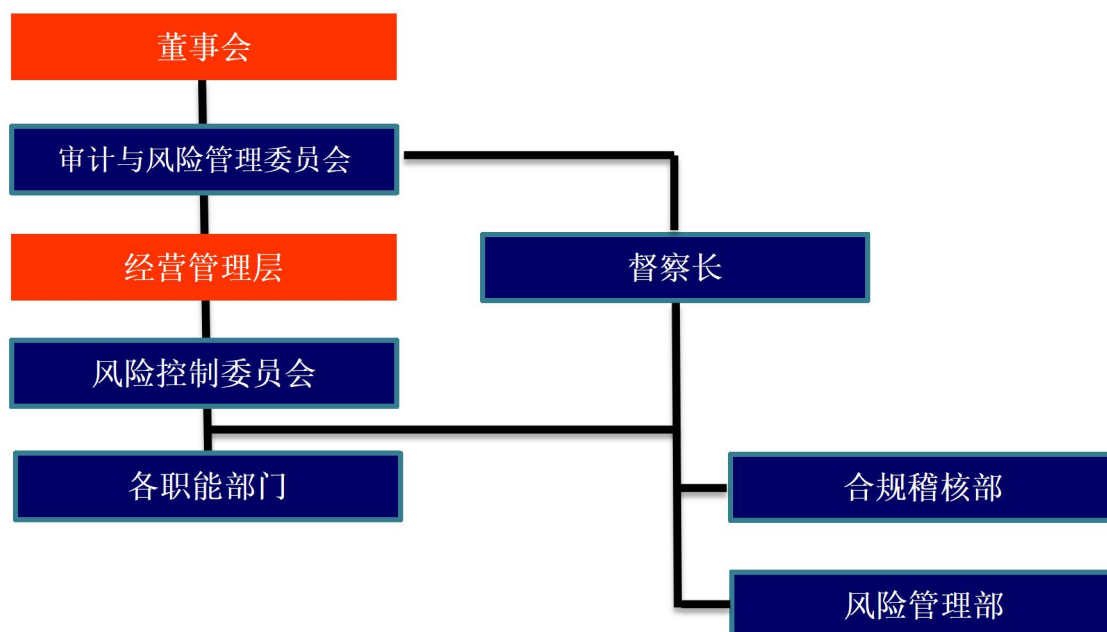 董事会
审计与风险管理委员会
经营管理层
督察长
风险控制委员会
各职能部门
合规稽核部
风险管理部